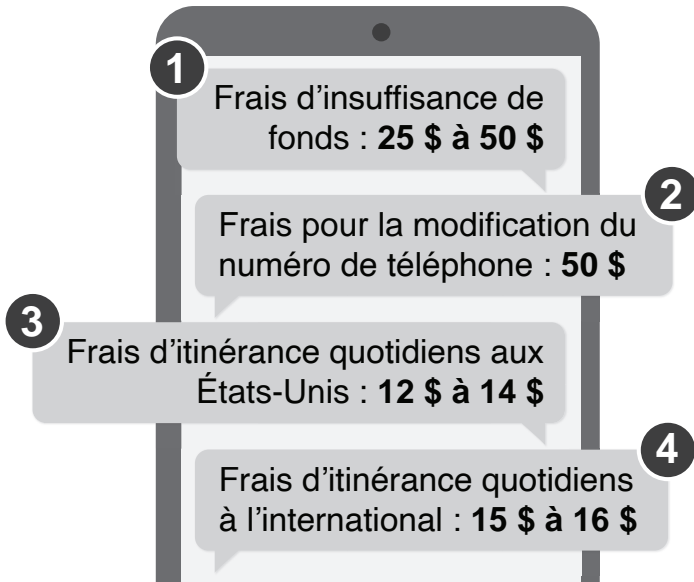 1
Frais d’insuffisance de
fonds : 25 $ à 50 $
2
Frais pour la modification du
numéro de téléphone : 50 $
3
Frais d’itinérance quotidiens aux
États-Unis : 12 $ à 14 $
4
Frais d’itinérance quotidiens
à l’international : 15 $ à 16 $